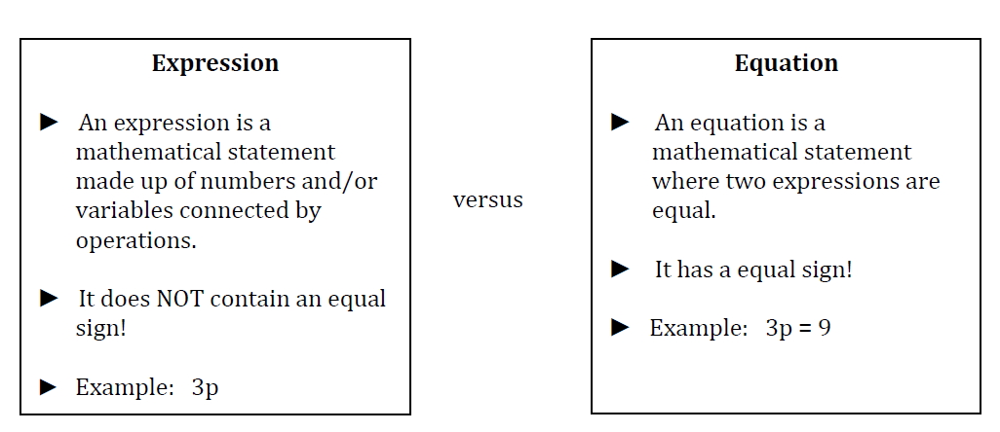 Expression
► An expression is a
mathematical statement
made up of numbers and/or
variables connected by
operations.
► It does NOT contain an equal
sign!
► Example: 3p
versus
Equation
► An equation is a
mathematical statement
where two expressions are
equal.
► It has a equal sign!
► Example: 3p = 9